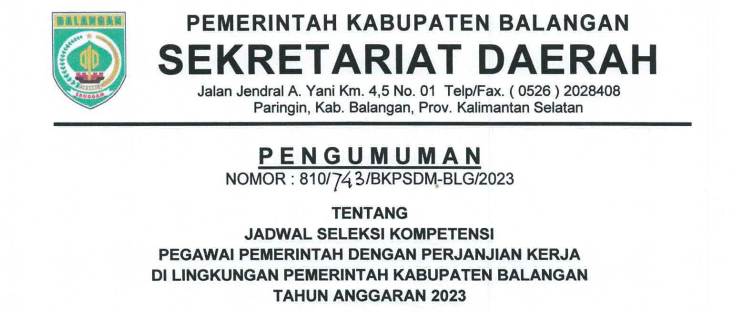 BALANGAN
SANGGAM
PEMERINTAH KABUPATEN BALANGAN
SEKRETARIAT DAERAH
Jalan Jendral A. Yani Km. 4,5 No. 01 Telp/Fax. ( 0526 ) 2028408
Paringin, Kab. Balangan, Prov. Kalimantan Selatan
PENGUMUMAN
NOMOR : 810/743/BKPSDM-BLG/2023
TENTANG
JADWAL SELEKSI KOMPETENSI
PEGAWAI PEMERINTAH DENGAN PERJANJIAN KERJA
DI LINGKUNGAN PEMERINTAH KABUPATEN BALANGAN
TAHUN ANGGARAN 2023